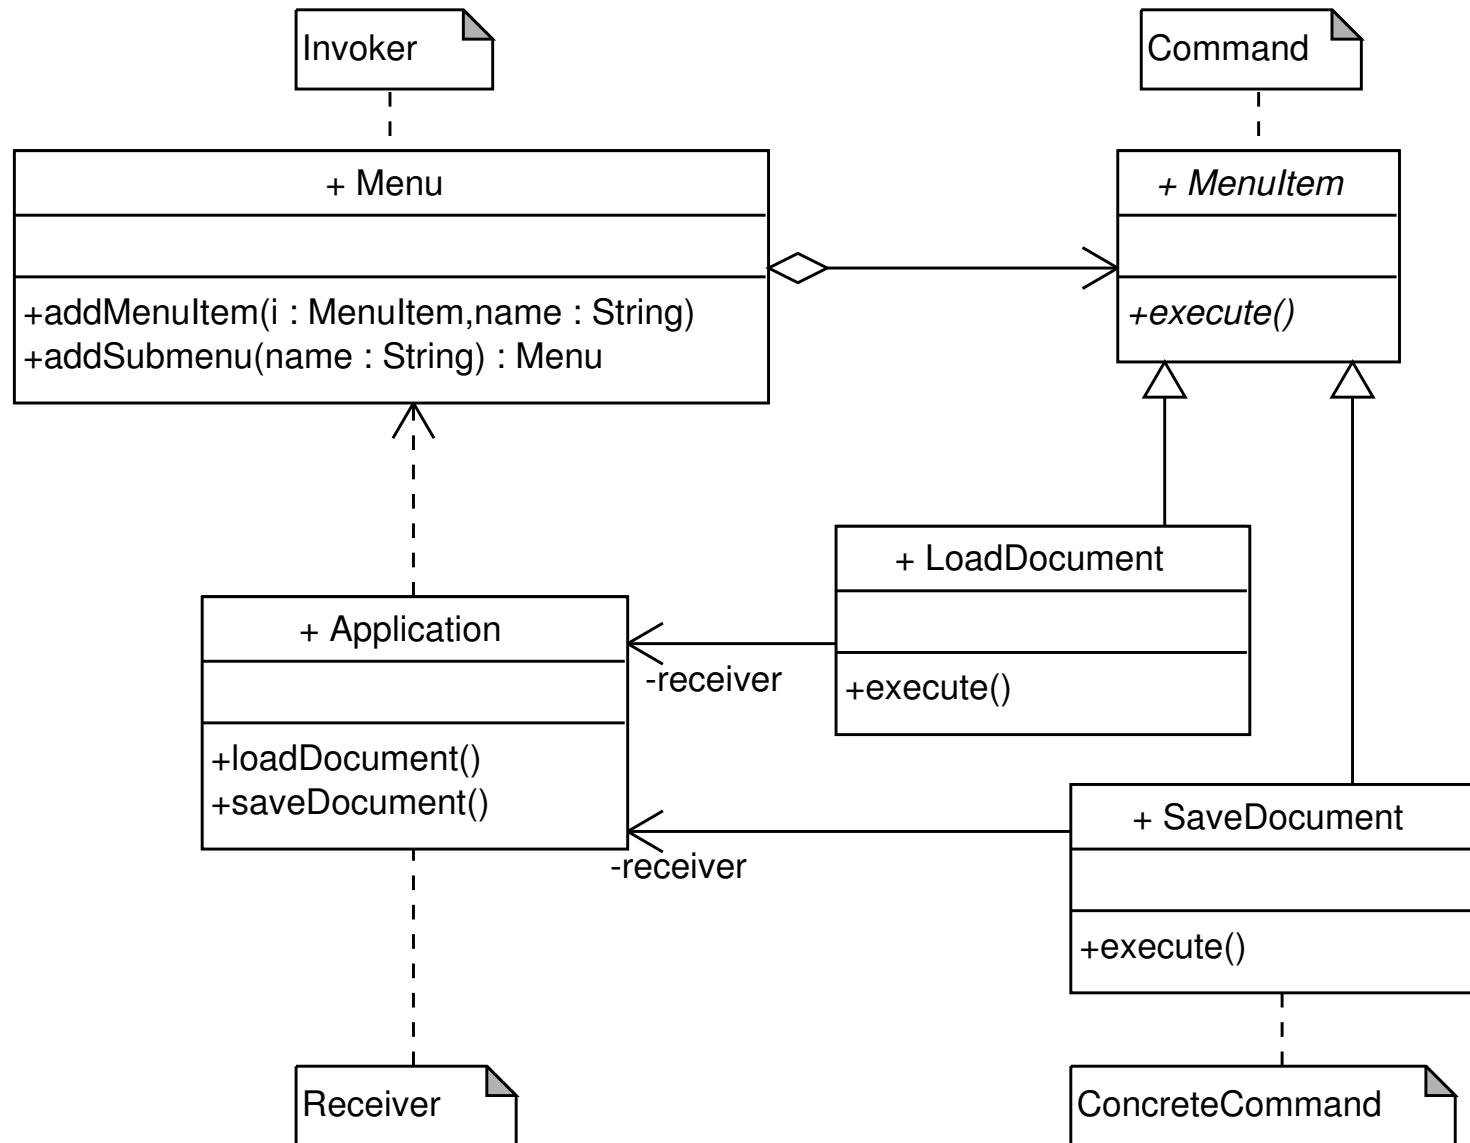 Invoker
Command
+ Menu
+ MenuItem
+addMenuItem(i : MenuItem,name : String)
+addSubmenu(name : String) : Menu
+execute()
+ LoadDocument
+execute()
+ Application
+loadDocument()
+saveDocument()
-receiver
-receiver
+ SaveDocument
+execute()
Receiver
ConcreteCommand